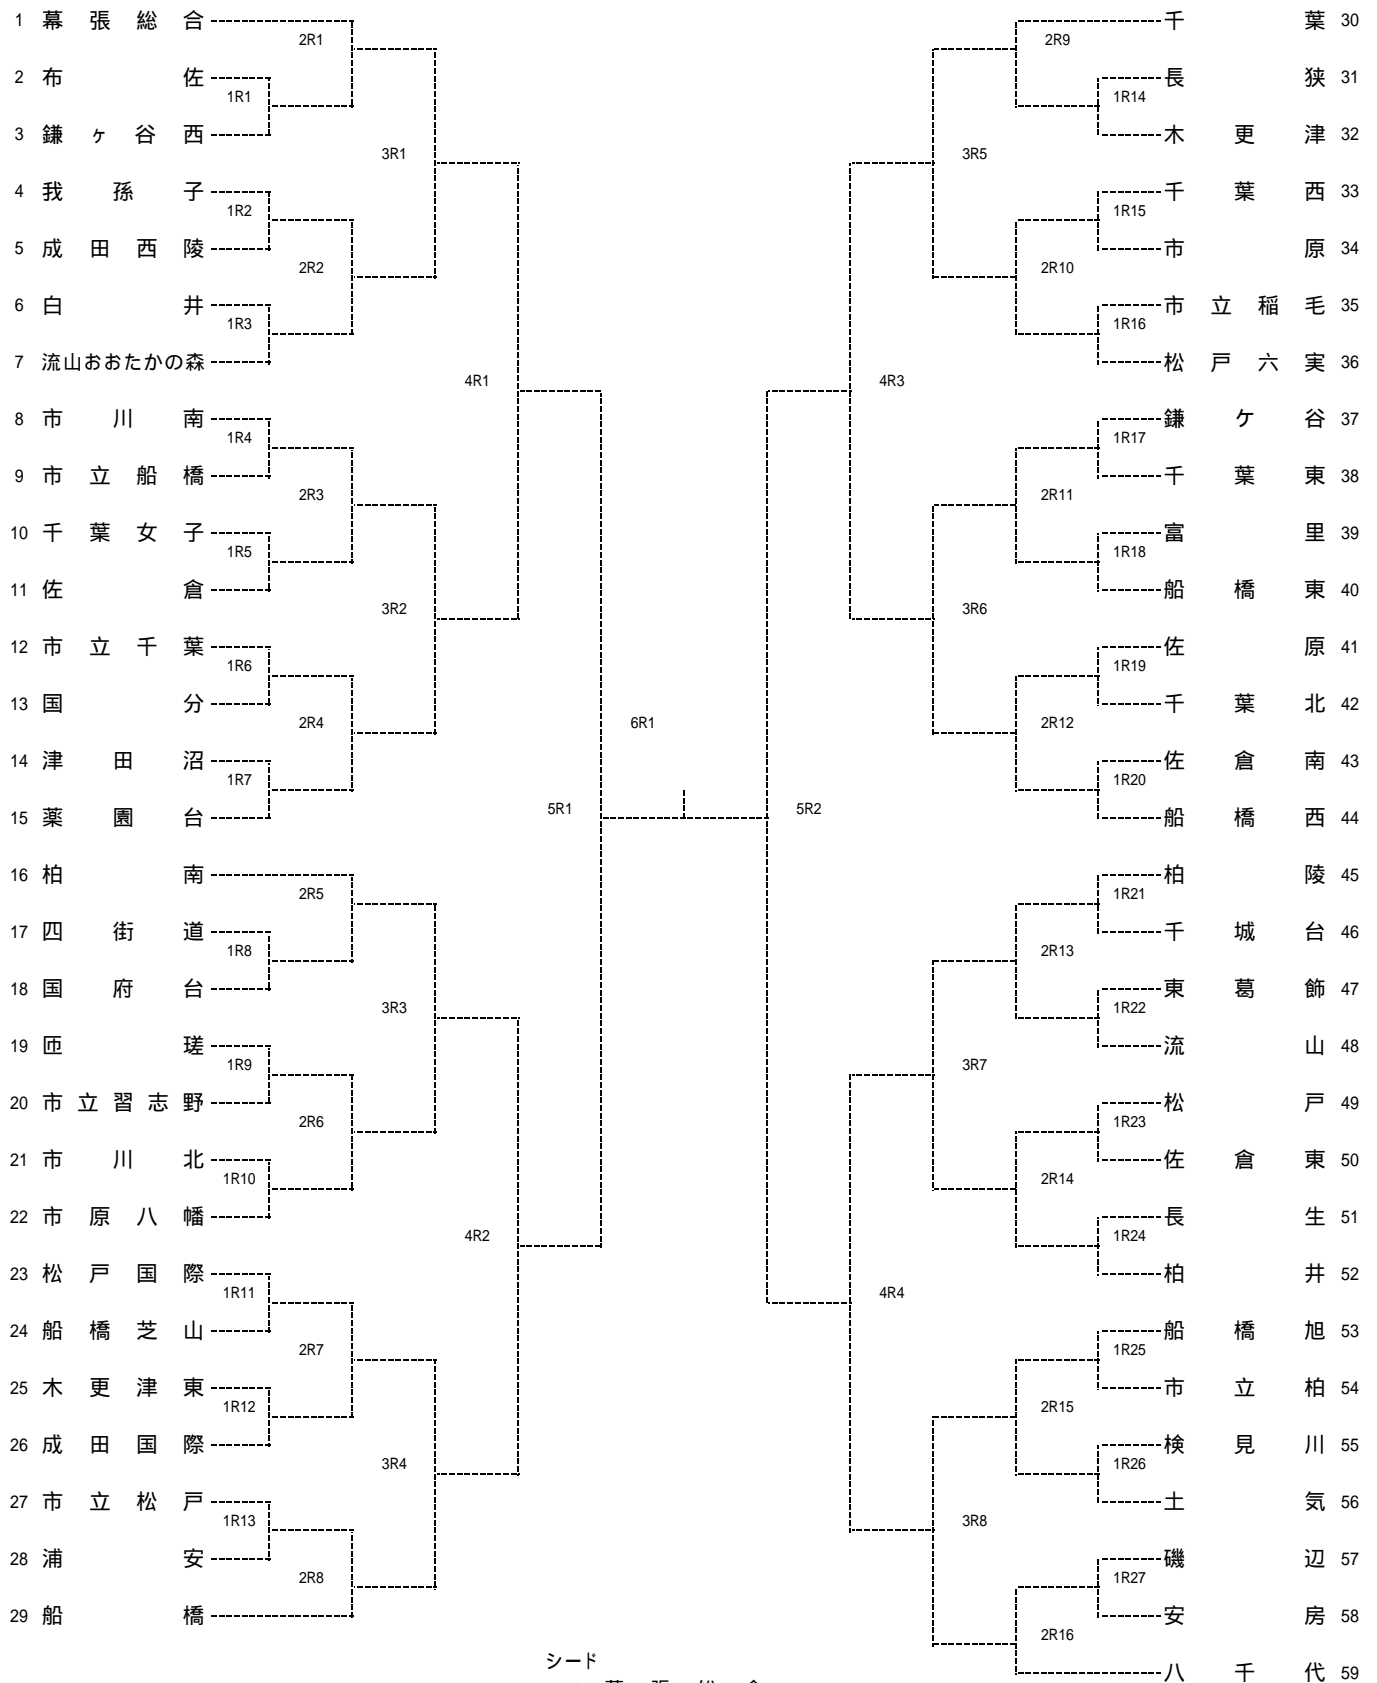 1 幕張総合
2R1
2 布佐
1R1
3 鎌ヶ谷西
3R1
4 我孫子
1R2
5 成田西陵
2R2
6 白井
1R3
7 流山おおたかの森
4R1
8 市川南
1R4
9 市立船橋
2R3
10 千葉女子
1R5
11 佐倉
3R2
12 市立千葉
1R6
13 国分
2R4
14 津田沼
1R7
15 薬園台
5R1
16 柏南
2R5
17 四街道
1R8
18 国府台
3R3
19 匝瑳
1R9
20 市立習志野
2R6
21 市川北
1R10
22 市原八幡
4R2
23 松戸国際
1R11
24 船橋芝山
2R7
25 木更津東
1R12
26 成田国際
3R4
27 市立松戸
1R13
28 浦安
2R8
29 船橋
6R1
千葉 30
2R9
長狭 31
1R14
木更津 32
3R5
千葉西 33
1R15
市原 34
2R10
市立稲毛 35
1R16
松戸六実 36
4R3
鎌ケ谷 37
1R17
千葉東 38
2R11
富里 39
1R18
船橋東 40
3R6
佐原 41
1R19
千葉北 42
2R12
佐倉南 43
1R20
船橋西 44
5R2
柏陵 45
1R21
千城台 46
2R13
東葛飾 47
1R22
流山 48
3R7
松戸 49
1R23
佐倉東 50
2R14
長生 51
1R24
柏井 52
4R4
船橋旭 53
1R25
市立柏 54
2R15
検見川 55
1R26
土気 56
3R8
磯辺 57
1R27
安房 58
2R16
八千代 59
シード